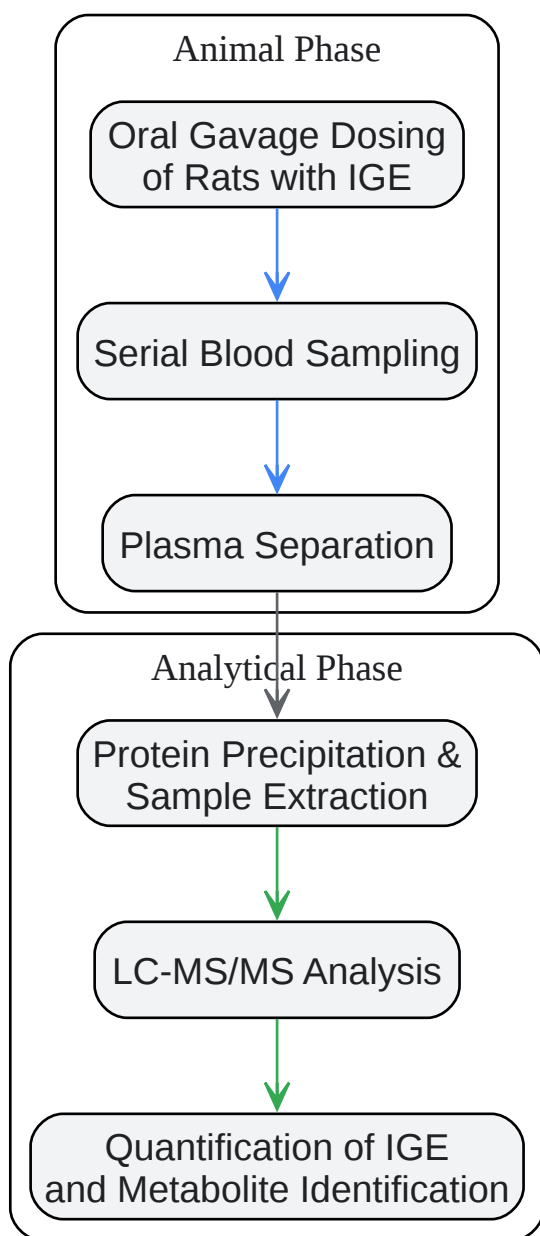 Animal Phase
Oral Gavage Dosing
of Rats with IGE
Serial Blood Sampling
Plasma Separation
Analytical Phase
Protein Precipitation &
Sample Extraction
LC-MS/MS Analysis
Quantification of IGE
and Metabolite Identification